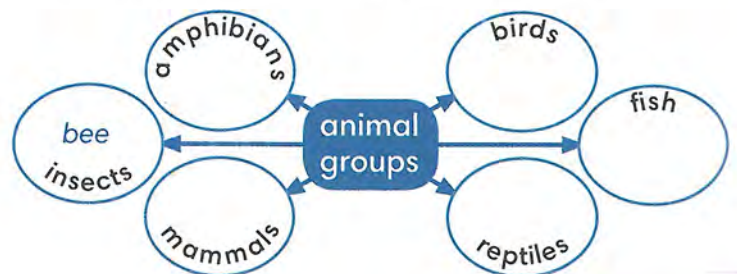 amphibians
birds
fish
bee
insects
animal
groups
mammals
reptiles